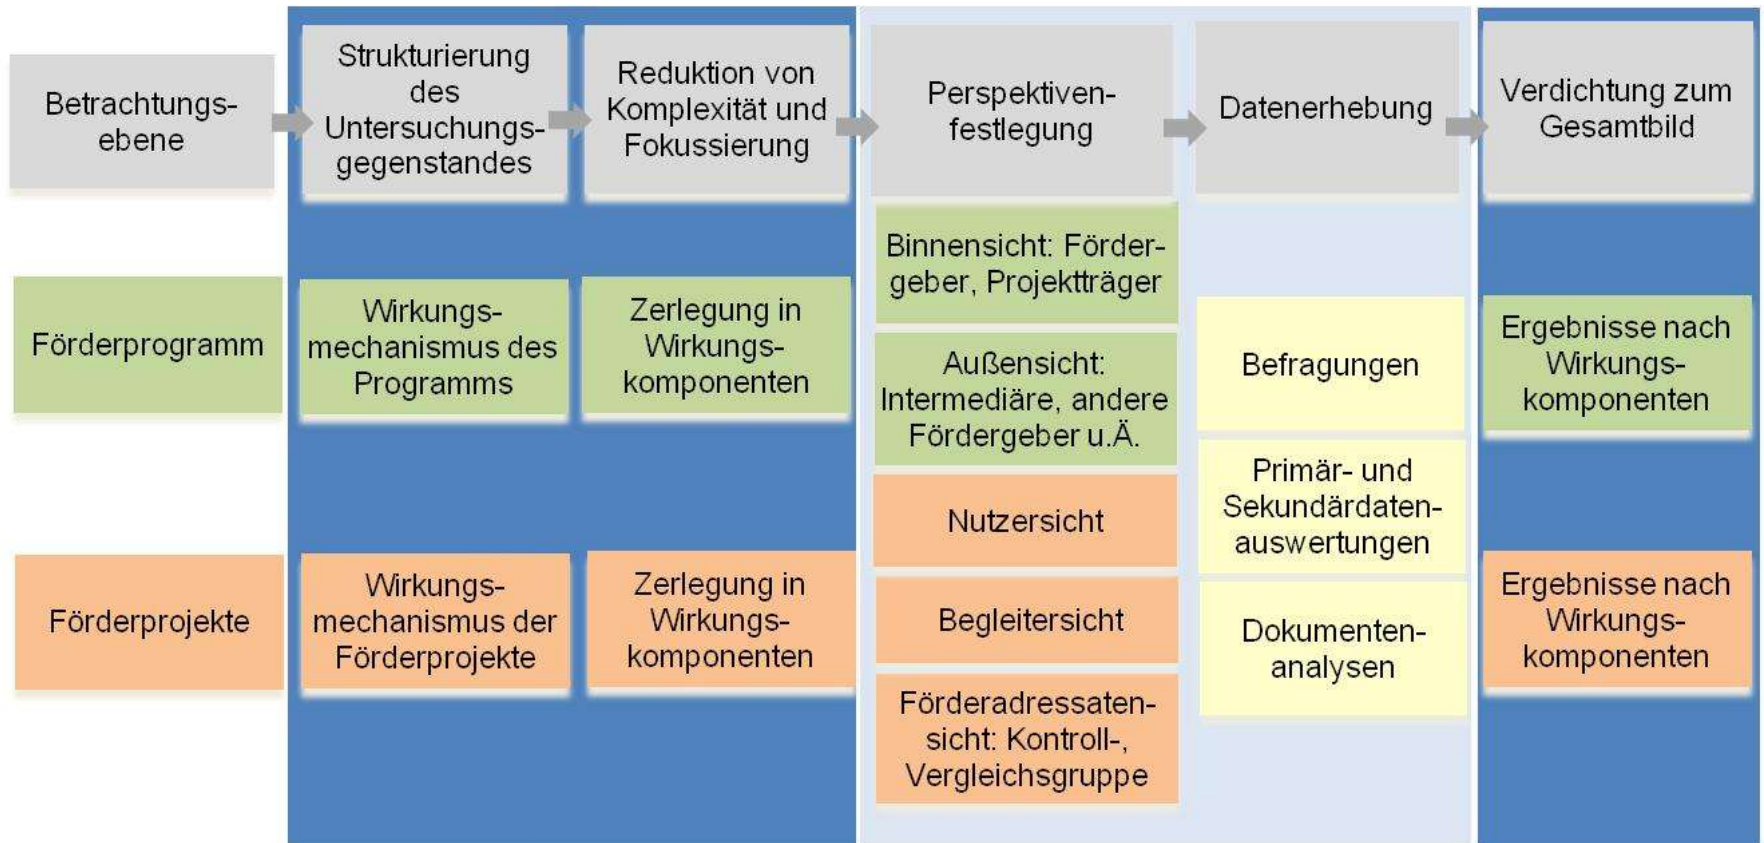 Betrachtungs-
ebene
Strukturierung
des
Untersuchungs-
gegenstandes
Reduktion von
Komplexität und
Fokussierung
Perspektiven-
festlegung
Datenerhebung
Verdichtung zum
Gesamtbild
Förderprogramm
Wirkungs-
mechanismus des
Programms
Zerlegung in
Wirkungs-
komponenten
Binnensicht: Förder-
geber, Projektträger
Außensicht:
Intermediäre, andere
Fördergeber u.Ä.
Befragungen
Ergebnisse nach
Wirkungs-
komponenten
Nutzersicht
Primär- und
Sekundärdaten-
auswertungen
Förderprojekte
Wirkungs-
mechanismus der
Förderprojekte
Zerlegung in
Wirkungs-
komponenten
Begleitersicht
Förderadressaten-
sicht: Kontroll-,
Vergleichsgruppe
Dokumenten-
analysen
Ergebnisse nach
Wirkungs-
komponenten